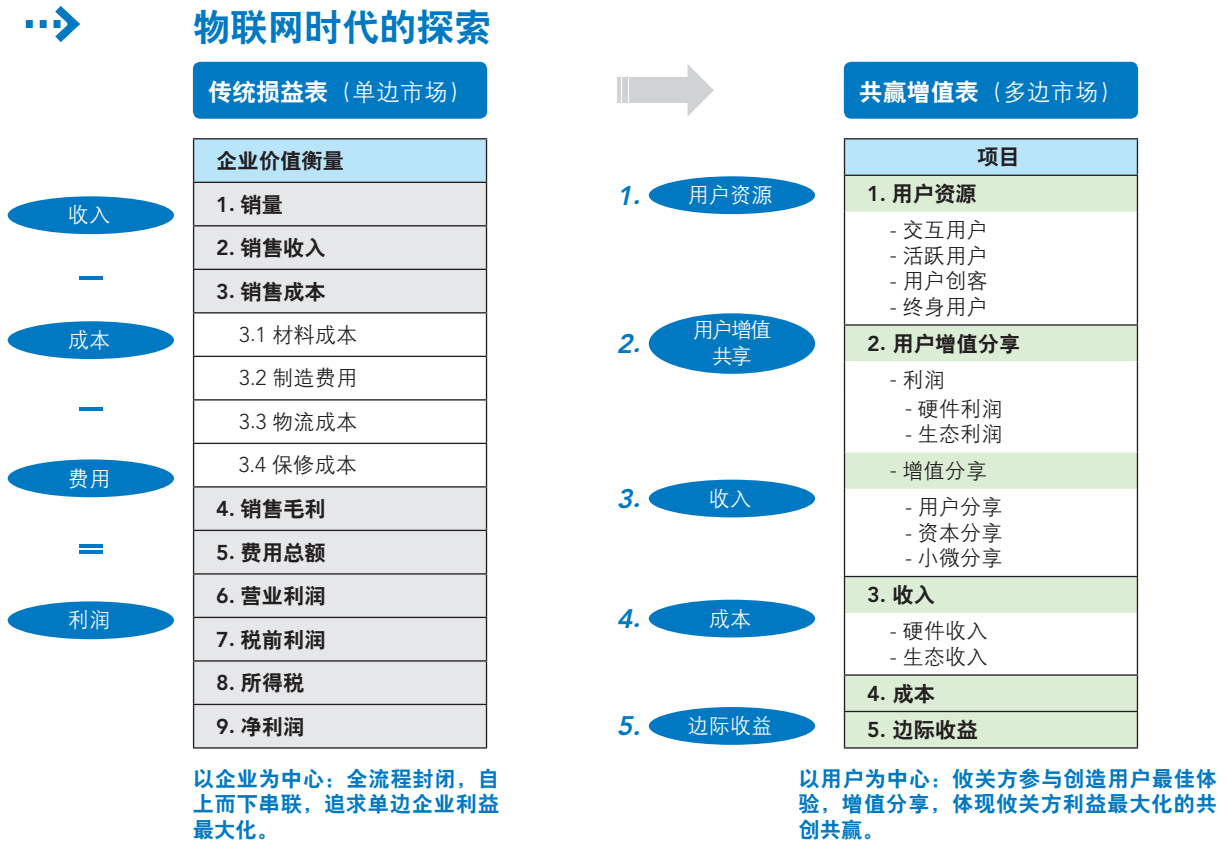 物联网时代的探索
传统损益表（单边市场）
共赢增值表（多边市场）
收入
成本
费用
利润
企业价值衡量
1. 销量
2. 销售收入
3. 销售成本
3.1 材料成本
3.2 制造费用
3.3 物流成本
3.4 保修成本
4. 销售毛利
5. 费用总额
6. 营业利润
7. 税前利润
8. 所得税
9. 净利润
以企业为中心：全流程封闭，自
上而下串联，追求单边企业利益
最大化。
1. 用户资源
2. 用户增值
共享
3. 收入
4. 成本
5. 边际收益
项目
1. 用户资源
- 交互用户
- 活跃用户
- 用户创客
- 终身用户
2. 用户增值分享
- 利润
- 硬件利润
- 生态利润
- 增值分享
- 用户分享
- 资本分享
- 小微分享
3. 收入
- 硬件收入
- 生态收入
4. 成本
5. 边际收益
以用户为中心：攸关方参与创造用户最佳体
验，增值分享，体现攸关方利益最大化的共
创共赢。